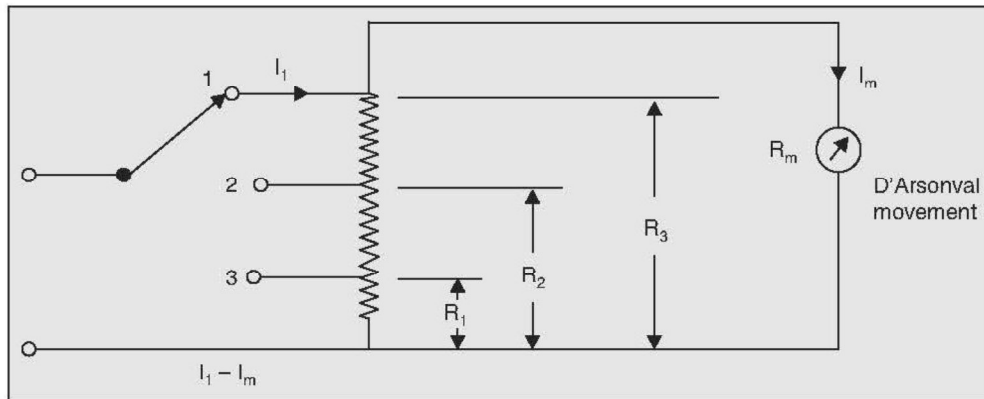 1
I₁
Iₘ
Rₘ
D'Arsonval
movement
2
R₃
R₂
3
R₁
I₁ – Iₘ